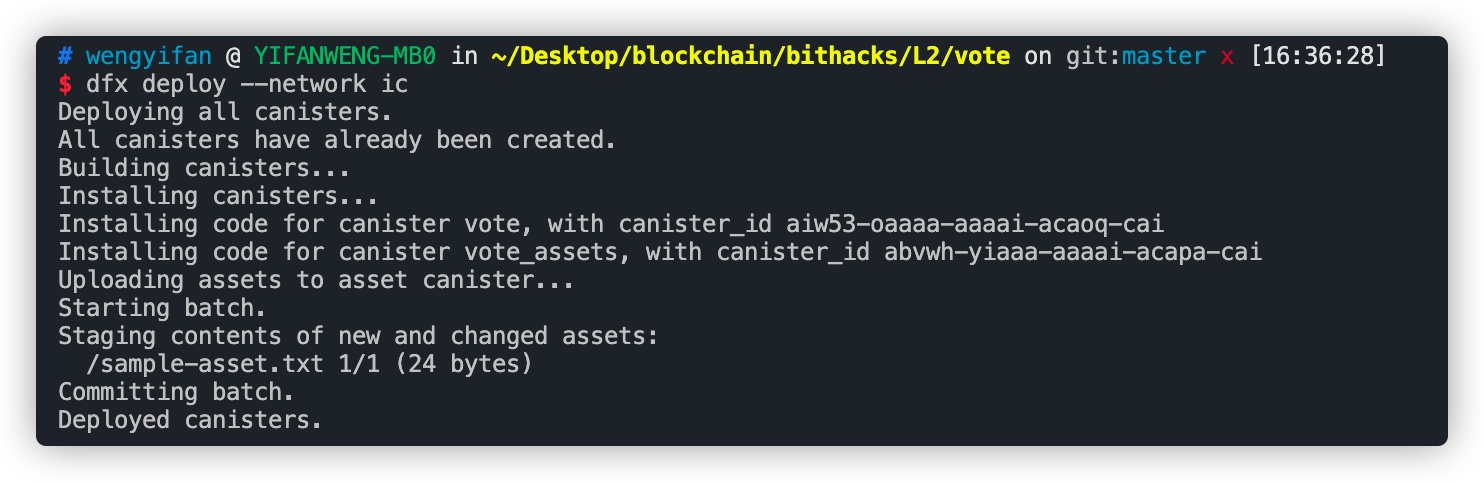 # wengyifan @ YIFANWENG-MB0 in ~/Desktop/blockchain/bithacks/L2/vote on git:master x [16:36:28]
$ dfx deploy --network ic
Deploying all canisters.
All canisters have already been created.
Building canisters...
Installing canisters...
Installing code for canister vote, with canister_id aiw53-oaaaa-aaaai-acaoq-cai
Installing code for canister vote_assets, with canister_id abvwh-yiaaa-aaaai-acapa-cai
Uploading assets to asset canister...
Starting batch.
Staging contents of new and changed assets:
  /sample-asset.txt 1/1 (24 bytes)
Committing batch.
Deployed canisters.